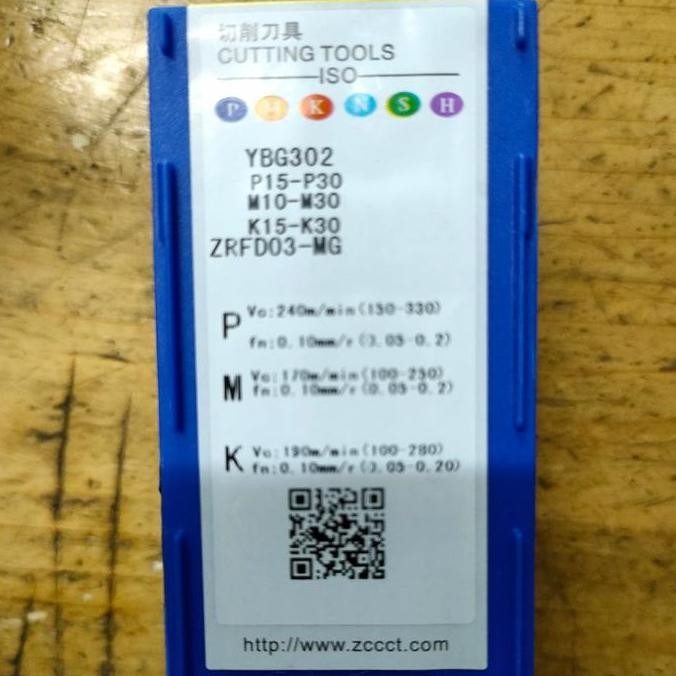 切削刀具
CUTTING TOOLS
ISO
P M K N S H
YBG302
P15-P30
M10-M30
K15-K30
ZRFD03-MG
P
Vc:240m/min(150-330)
fn:0.10mm/r(0.05-0.2)
M
Vc:170m/min(100-250)
fn:0.10mm/r(0.05-0.2)
K
Vc:190m/min(100-280)
fn:0.10mm/r(0.05-0.20)
http://www.zccct.com